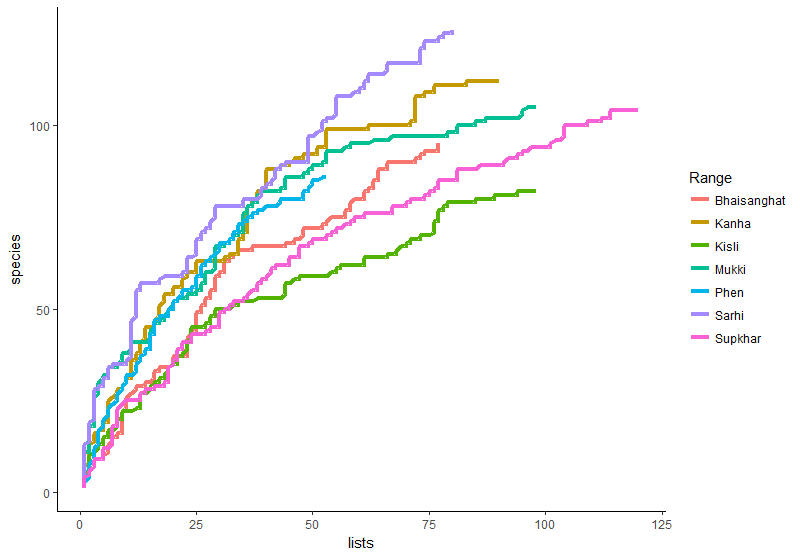 100
50
0
species
0
25
50
75
100
125
lists
Range
Bhaisanghat
Kanha
Kisli
Mukki
Phen
Sarhi
Supkhar